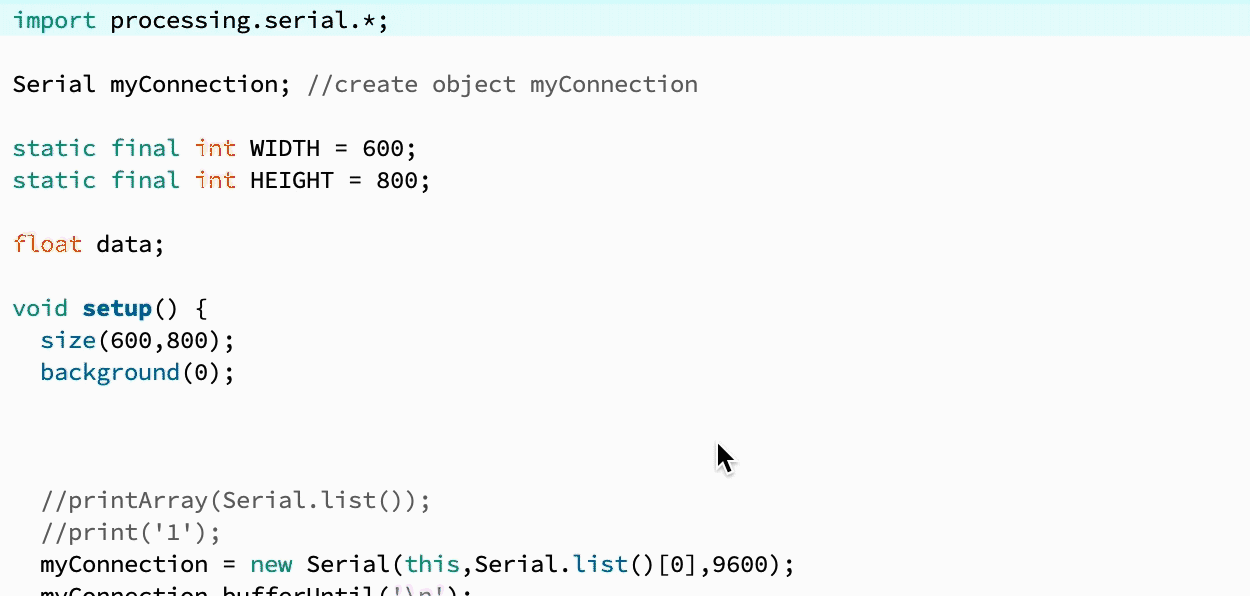 import processing.serial.*;
Serial myConnection; //create object myConnection
static final int WIDTH = 600;
static final int HEIGHT = 800;
float data;
void setup() {
  size(600,800);
  background(0);
  //printArray(Serial.list());
  //print('1');
  myConnection = new Serial(this,Serial.list()[0],9600);
  myConnection.bufferUntil('\n');